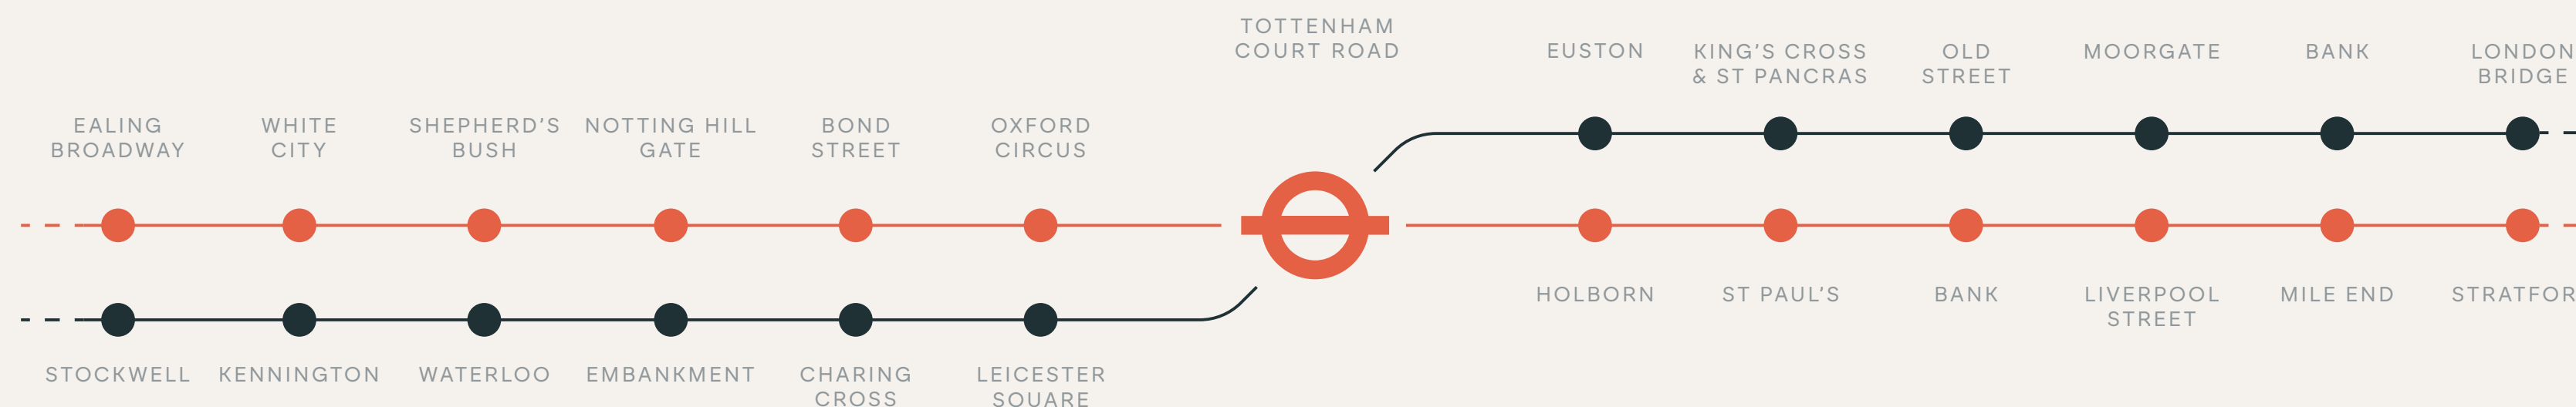 TOTTENHAM
COURT ROAD
EUSTON
KING'S CROSS
& ST PANCRAS
OLD
STREET
MOORGATE
BANK
LONDON
BRIDGE
EALING
BROADWAY
WHITE
CITY
SHEPHERD'S
BUSH
NOTTING HILL
GATE
BOND
STREET
OXFORD
CIRCUS
HOLBORN
ST PAUL'S
BANK
LIVERPOOL
STREET
MILE END
STRATFOR
STOCKWELL
KENNINGTON
WATERLOO
EMBANKMENT
CHARING
CROSS
LEICESTER
SQUARE